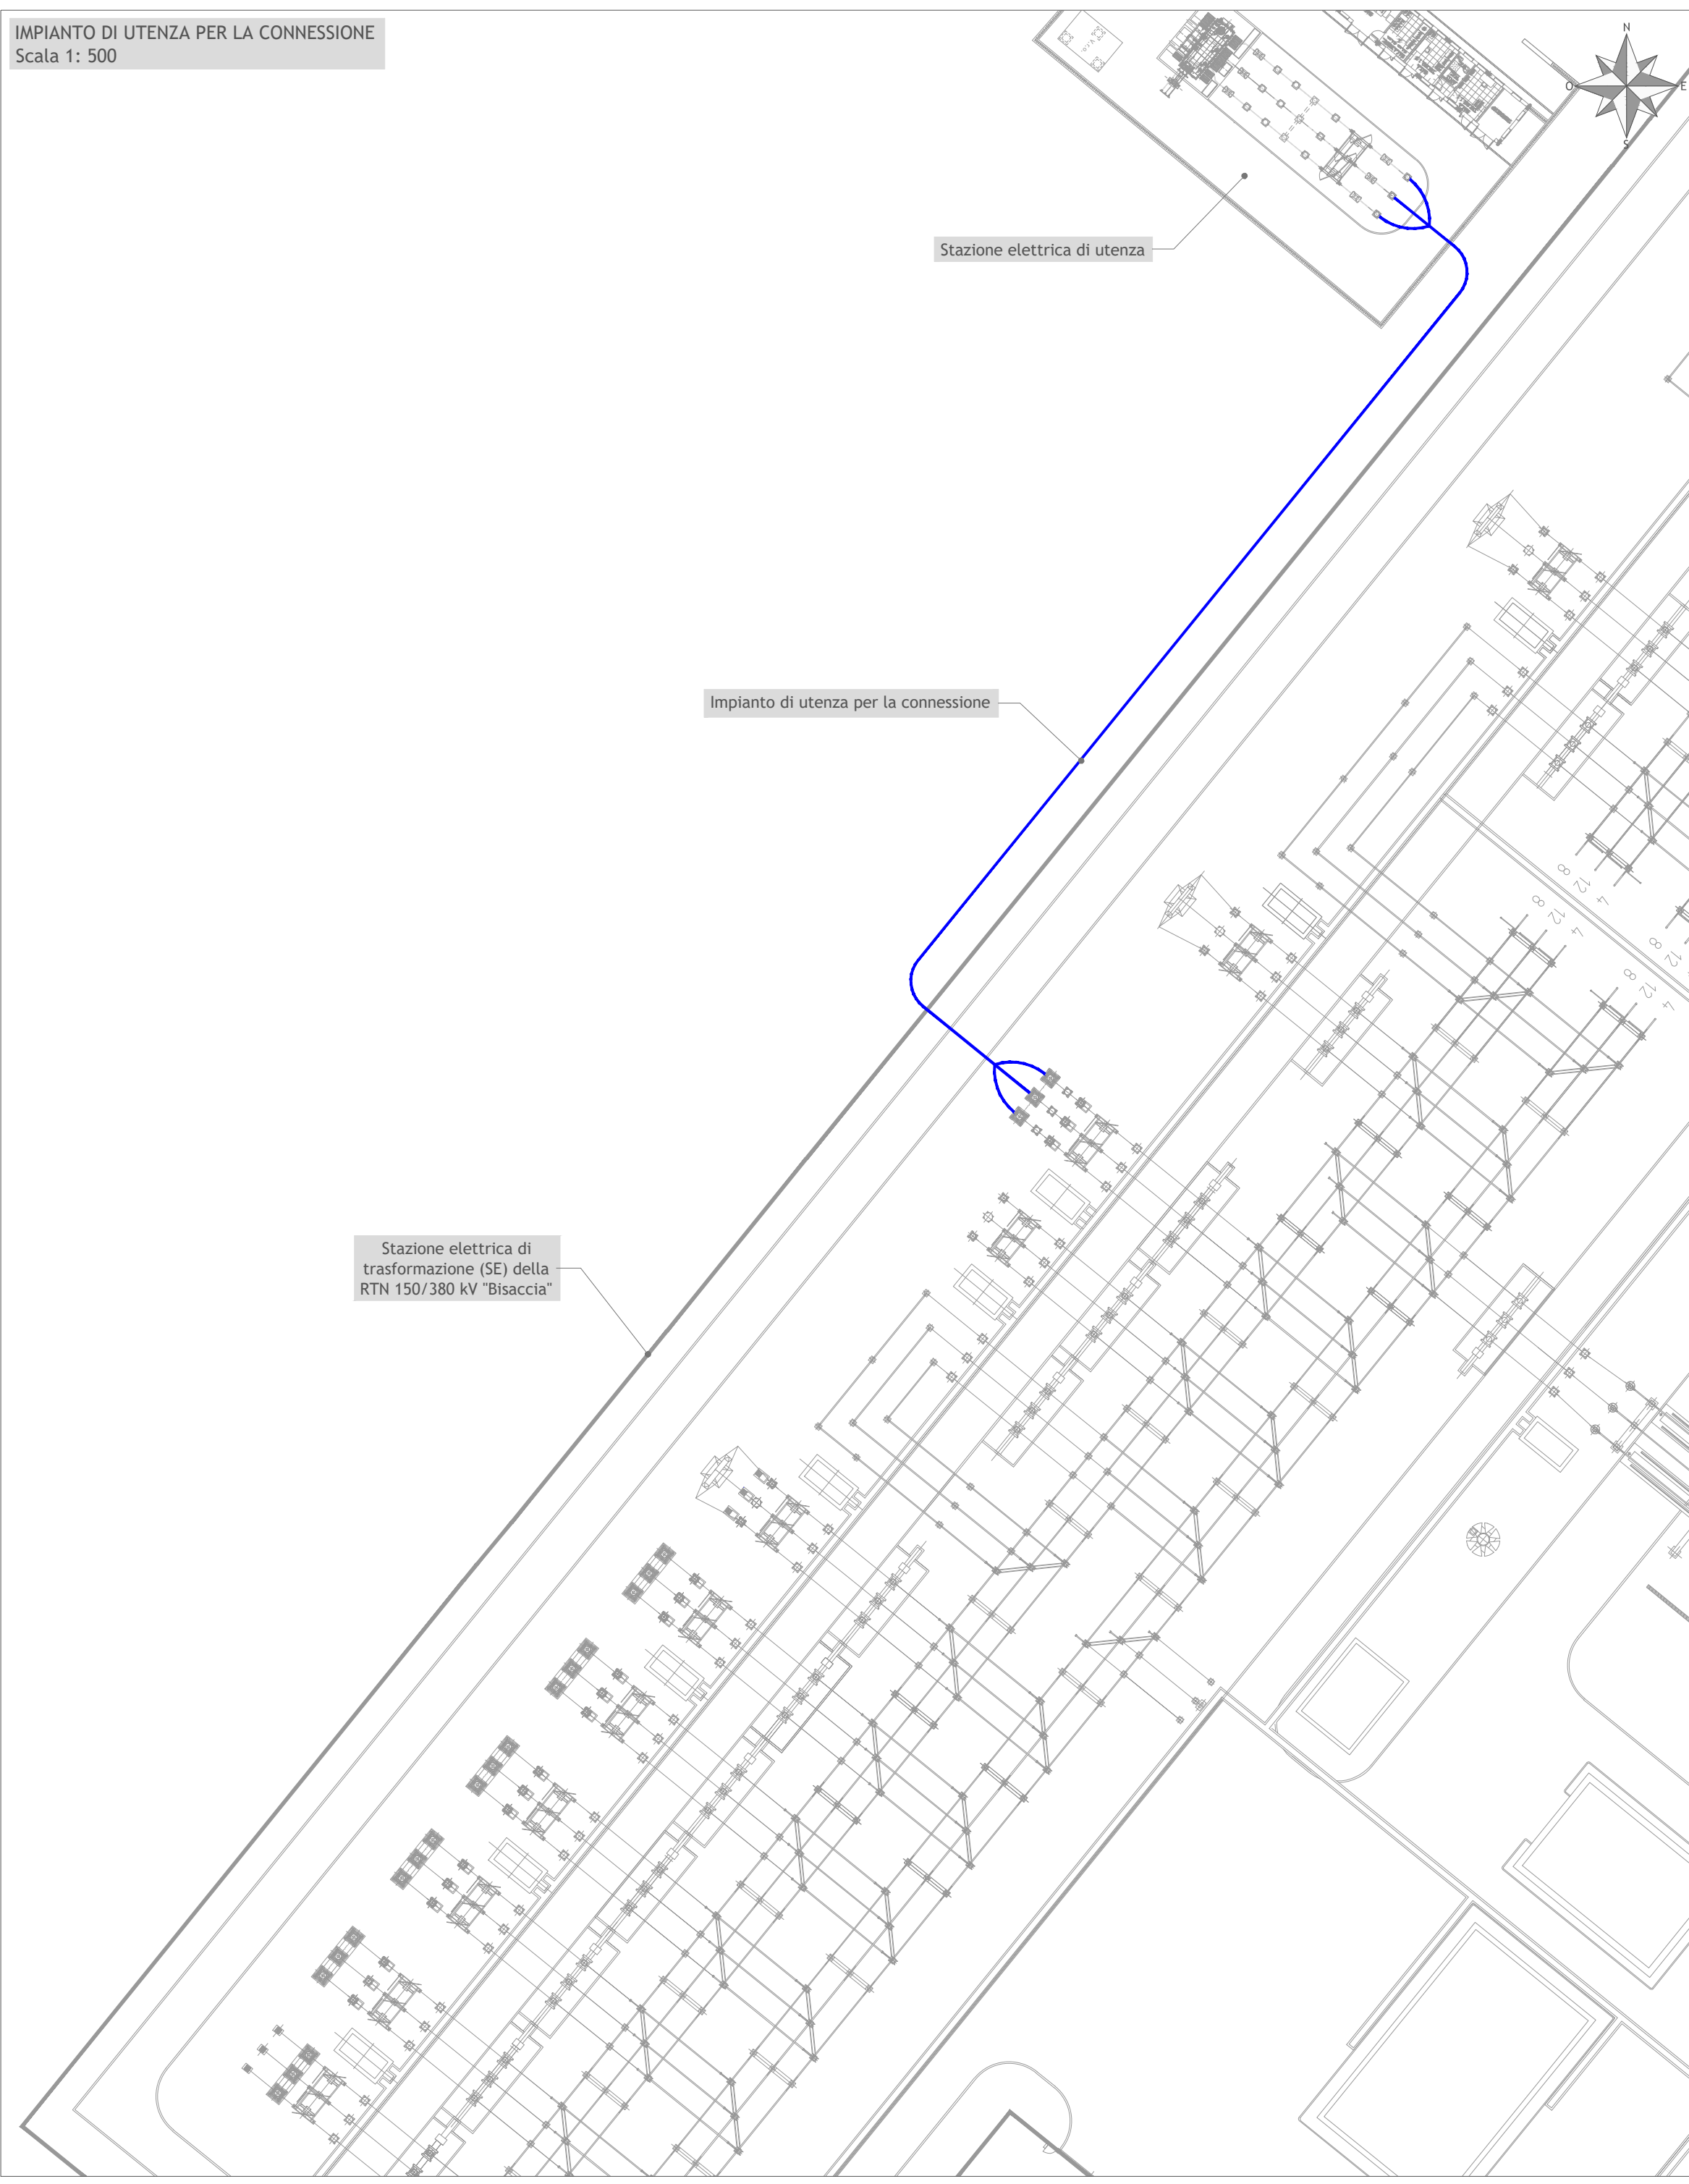 IMPIANTO DI UTENZA PER LA CONNESSIONE
Scala 1: 500
N
O
E
S
Stazione elettrica di utenza
Impianto di utenza per la connessione
8
12
4
8
12
4
8
12
8
12
4
Stazione elettrica di
trasformazione (SE) della
RTN 150/380 kV "Bisaccia"